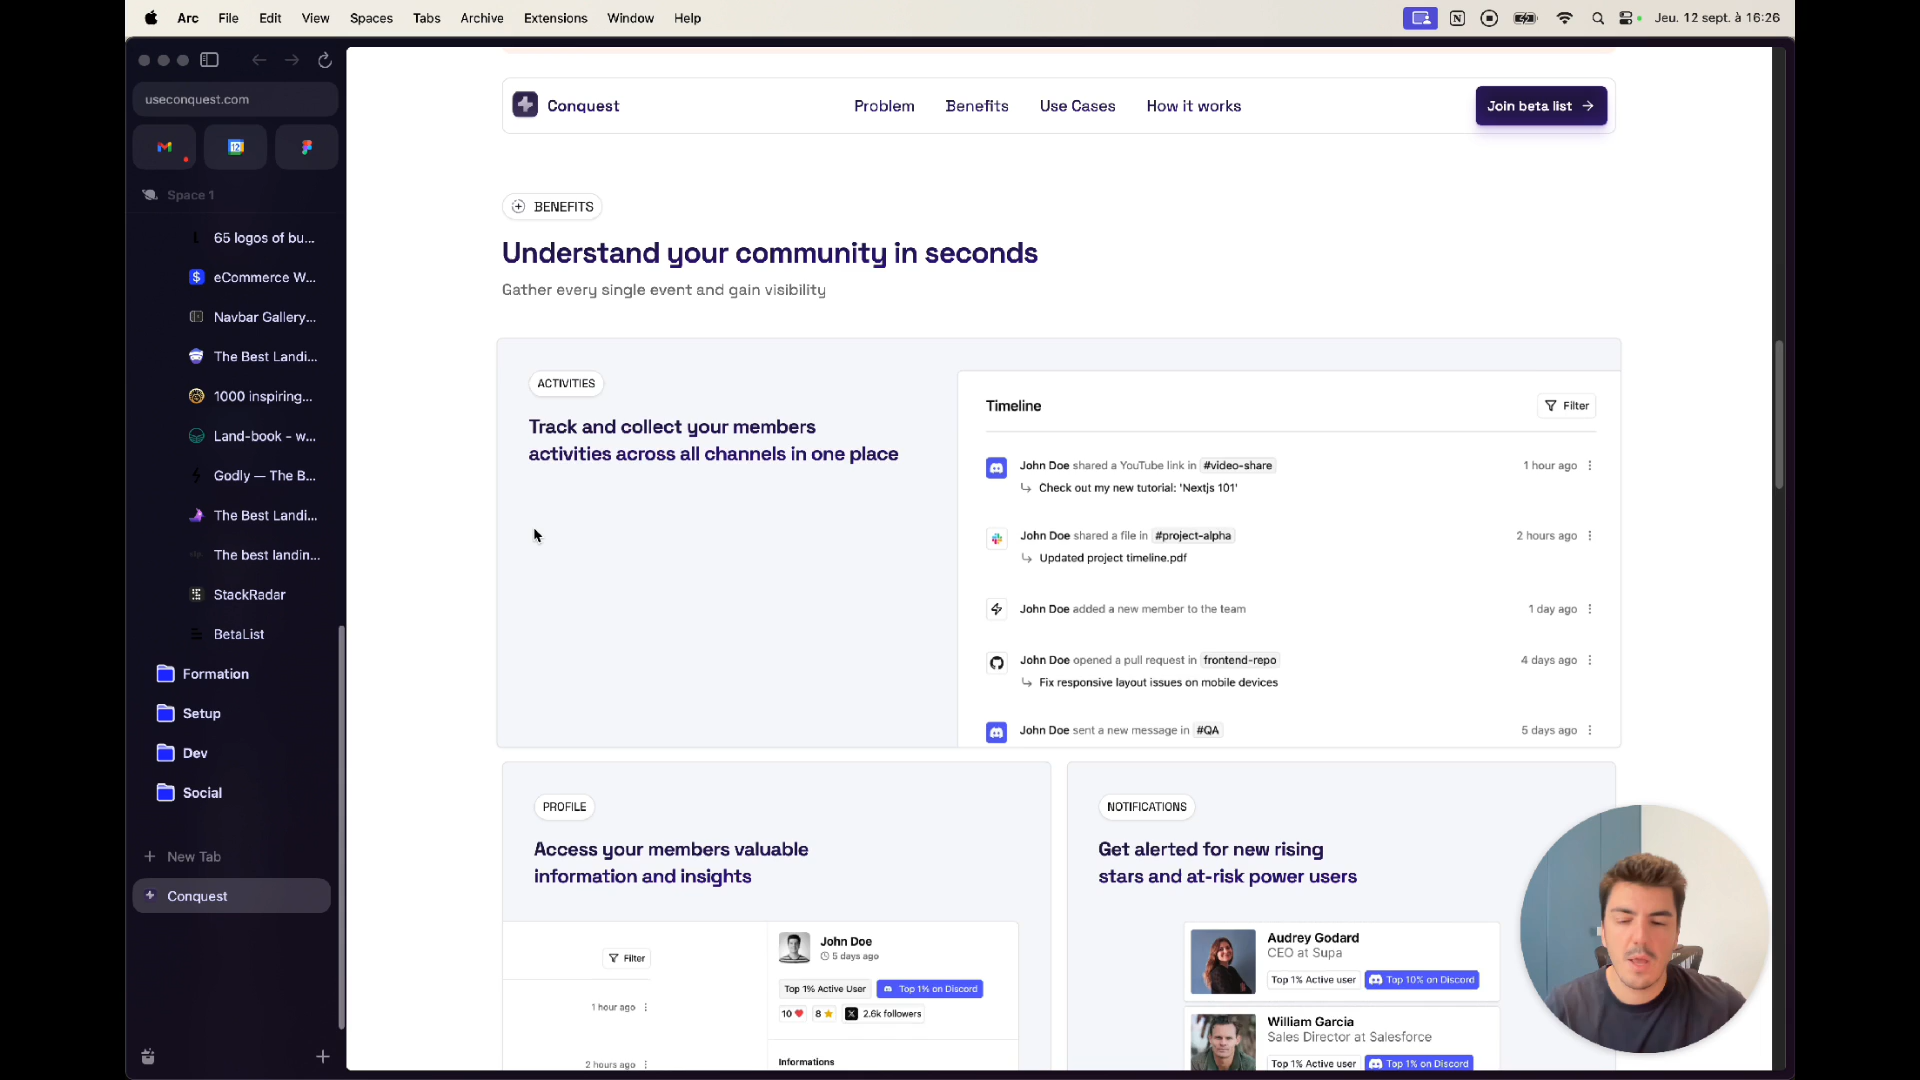 Arc File Edit View Spaces Tabs Archive Extensions Window Help
Jeu. 12 sept. à 16:26
useconquest.com
12
Space 1
65 logos of bu...
eCommerce W...
Navbar Gallery...
The Best Landi...
1000 inspiring...
Land-book - w...
Godly — The B...
The Best Landi...
The best landin...
StackRadar
BetaList
Formation
Setup
Dev
Social
New Tab
Conquest
Conquest
Problem Benefits Use Cases How it works
Join beta list →
BENEFITS
Understand your community in seconds
Gather every single event and gain visibility
ACTIVITIES
Track and collect your members
activities across all channels in one place
Timeline
Filter
John Doe shared a YouTube link in #video-share 1 hour ago
Check out my new tutorial: 'Nextjs 101'
John Doe shared a file in #project-alpha 2 hours ago
Updated project timeline.pdf
John Doe added a new member to the team 1 day ago
John Doe opened a pull request in frontend-repo 4 days ago
Fix responsive layout issues on mobile devices
John Doe sent a new message in #QA 5 days ago
PROFILE
Access your members valuable
information and insights
Filter
1 hour ago
2 hours ago
John Doe
5 days ago
Top 1% Active User Top 1% on Discord
10 8 2.6k followers
Informations
NOTIFICATIONS
Get alerted for new rising
stars and at-risk power users
Audrey Godard
CEO at Supa
Top 1% Active user Top 10% on Discord
William Garcia
Sales Director at Salesforce
Top 1% Active user Top 1% on Discord